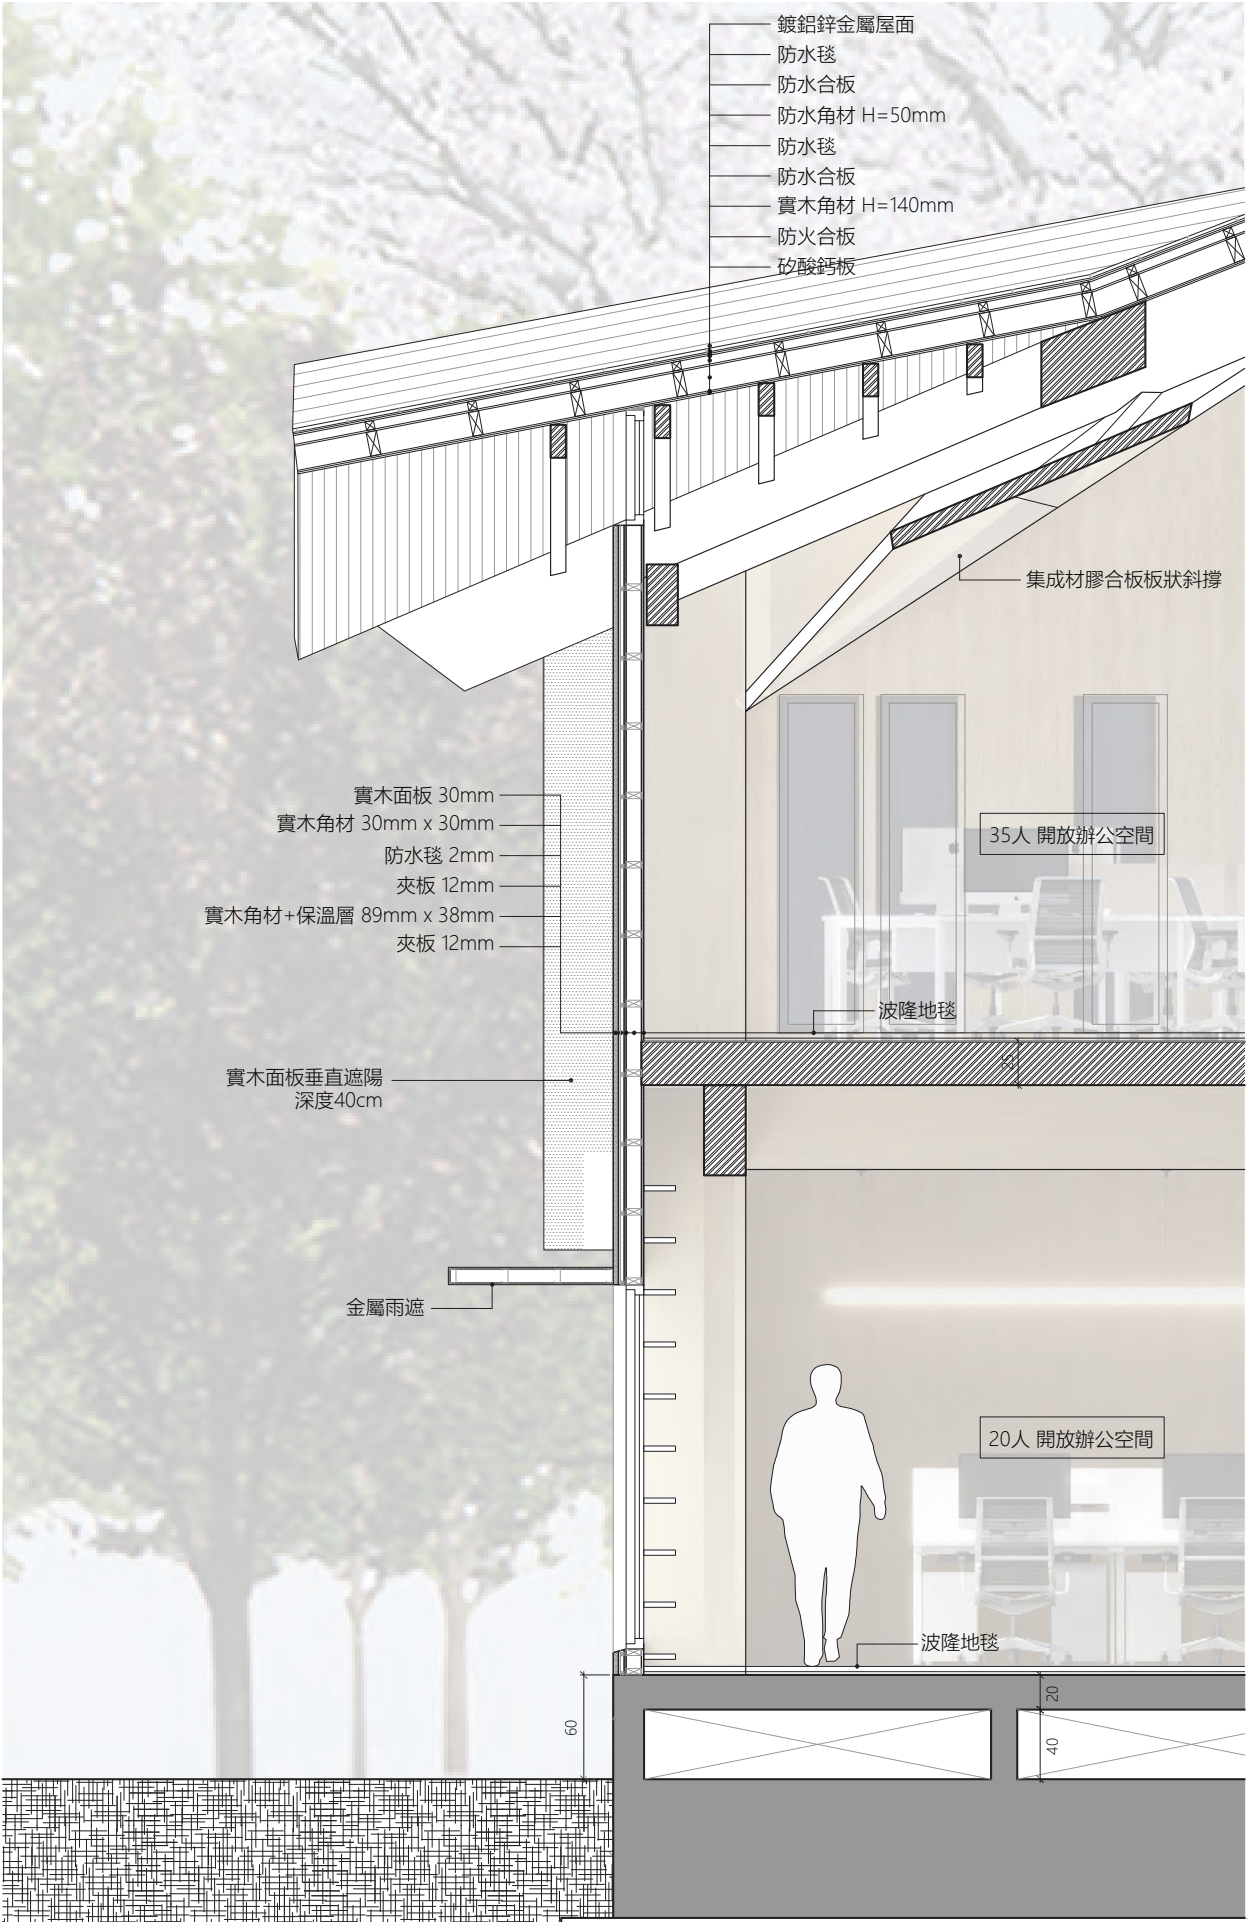 鍍鋁鋅金屬屋面
防水毯
防水合板
防水角材 H=50mm
防水毯
防水合板
實木角材 H=140mm
防火合板
矽酸鈣板
集成材膠合板板狀斜撐
實木面板 30mm
實木角材 30mm x 30mm
防水毯 2mm
夾板 12mm
實木角材+保溫層 89mm x 38mm
夾板 12mm
35人 開放辦公空間
波隆地毯
25
實木面板垂直遮陽
深度40cm
金屬雨遮
20人 開放辦公空間
波隆地毯
60
20
40